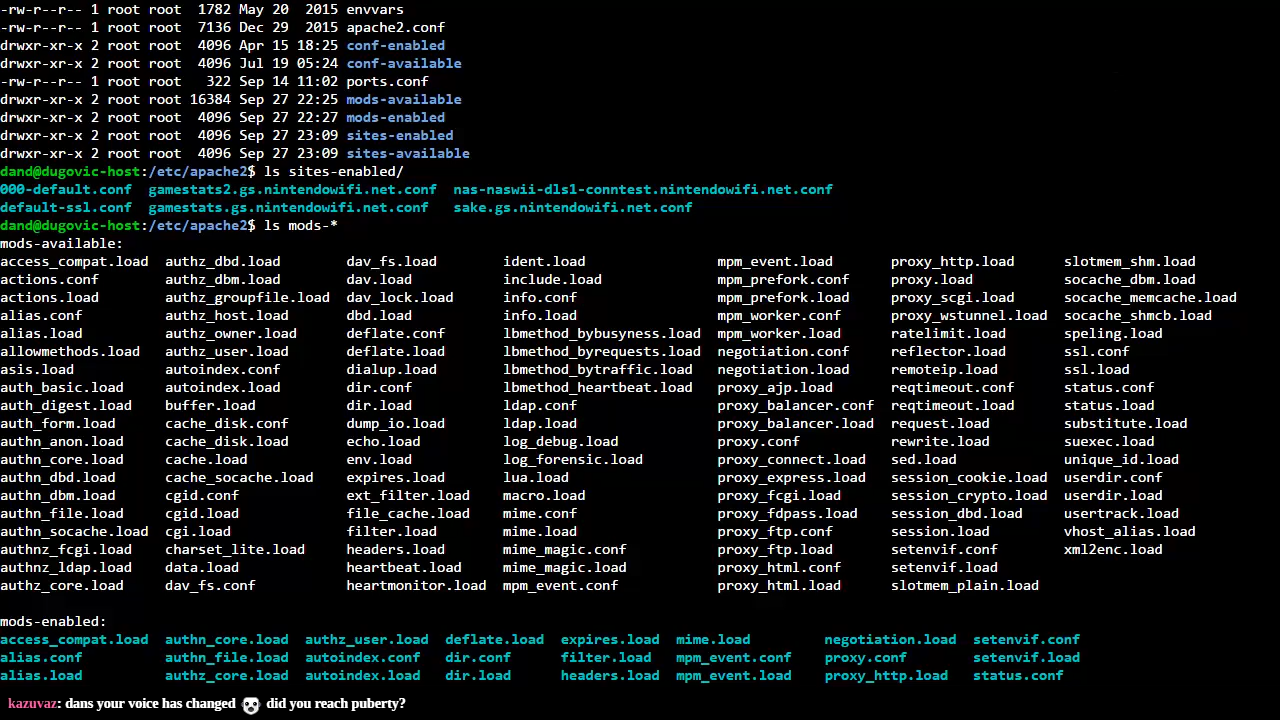 -rw-r--r-- 1 root root  1782 May 20  2015 envvars
-rw-r--r-- 1 root root  7136 Dec 29  2015 apache2.conf
drwxr-xr-x 2 root root  4096 Apr 15 18:25 conf-enabled
drwxr-xr-x 2 root root  4096 Jul 19 05:24 conf-available
-rw-r--r-- 1 root root   322 Sep 14 11:02 ports.conf
drwxr-xr-x 2 root root 16384 Sep 27 22:25 mods-available
drwxr-xr-x 2 root root  4096 Sep 27 22:27 mods-enabled
drwxr-xr-x 2 root root  4096 Sep 27 23:09 sites-enabled
drwxr-xr-x 2 root root  4096 Sep 27 23:09 sites-available
dand@dugovic-host:/etc/apache2$ ls sites-enabled/
000-default.conf  gamestats2.gs.nintendowifi.net.conf  nas-naswii-dls1-conntest.nintendowifi.net.conf
default-ssl.conf  gamestats.gs.nintendowifi.net.conf   sake.gs.nintendowifi.net.conf
dand@dugovic-host:/etc/apache2$ ls mods-*
mods-available:
access_compat.load  authz_dbd.load        dav_fs.load       ident.load               mpm_event.load       proxy_http.load      slotmem_shm.load
actions.conf        authz_dbm.load        dav.load          include.load             mpm_prefork.conf     proxy.load           socache_dbm.load
actions.load        authz_groupfile.load  dav_lock.load     info.conf                mpm_prefork.load     proxy_scgi.load      socache_memcache.load
alias.conf          authz_host.load       dbd.load          info.load                mpm_worker.conf      proxy_wstunnel.load  socache_shmcb.load
alias.load          authz_owner.load      deflate.conf      lbmethod_bybusyness.load  mpm_worker.load      ratelimit.load       speling.load
allowmethods.load   authz_user.load       deflate.load      lbmethod_byrequests.load  negotiation.conf     reflector.load       ssl.conf
asis.load           autoindex.conf        dialup.load       lbmethod_bytraffic.load  negotiation.load     remoteip.load        ssl.load
auth_basic.load     autoindex.load        dir.conf          lbmethod_heartbeat.load  proxy_ajp.load       reqtimeout.conf      status.conf
auth_digest.load    buffer.load           dir.load          ldap.conf                proxy_balancer.conf  reqtimeout.load      status.load
auth_form.load      cache_disk.conf       dump_io.load      ldap.load                proxy_balancer.load  request.load         substitute.load
authn_anon.load     cache_disk.load       echo.load         log_debug.load           proxy.conf           rewrite.load         suexec.load
authn_core.load     cache.load            env.load          log_forensic.load        proxy_connect.load   sed.load             unique_id.load
authn_dbd.load      cache_socache.load    expires.load      lua.load                 proxy_express.load   session_cookie.load  userdir.conf
authn_dbm.load      cgid.conf             ext_filter.load   macro.load               proxy_fcgi.load      session_crypto.load  userdir.load
authn_file.load     cgid.load             file_cache.load   mime.conf                proxy_fdpass.load    session_dbd.load     usertrack.load
authn_socache.load  cgi.load              filter.load       mime.load                proxy_ftp.conf       session.load         vhost_alias.load
authnz_fcgi.load    charset_lite.load     headers.load      mime_magic.conf          proxy_ftp.load       setenvif.conf        xml2enc.load
authnz_ldap.load    data.load             heartbeat.load    mime_magic.load          proxy_html.conf      setenvif.load
authz_core.load     dav_fs.conf           heartmonitor.load  mpm_event.conf          proxy_html.load      slotmem_plain.load
mods-enabled:
access_compat.load  authn_core.load  authz_user.load  deflate.load  expires.load  mime.load       negotiation.load  setenvif.conf
alias.conf          authn_file.load  autoindex.conf   dir.conf      filter.load   mpm_event.conf  proxy.conf        setenvif.load
alias.load          authz_core.load  autoindex.load   dir.load      headers.load  mpm_event.load  proxy_http.load   status.conf
kazuvaz: dans your voice has changed did you reach puberty?